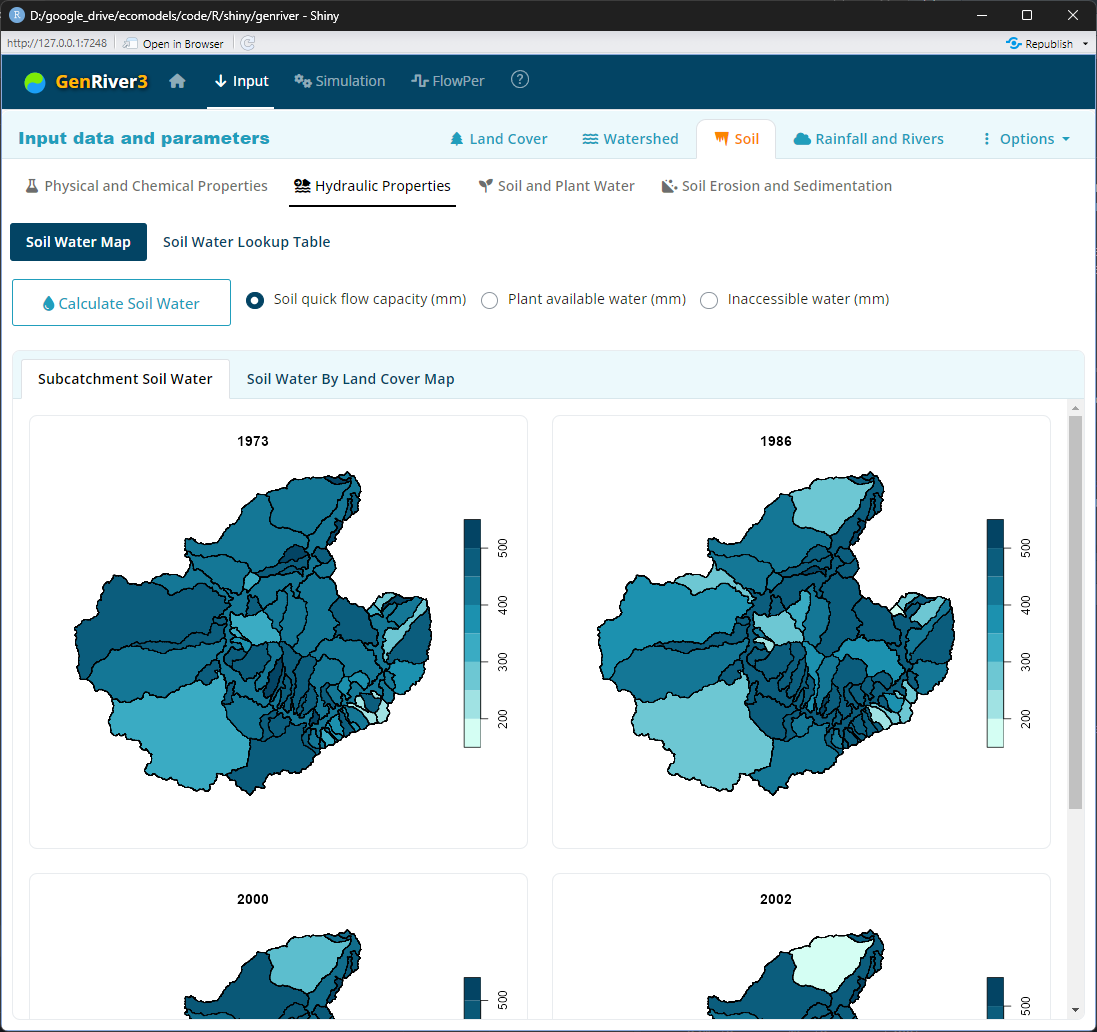 D:/google_drive/ecomodels/code/R/shiny/genriver - Shiny
http://127.0.0.1:7248 Open in Browser Republish
GenRiver3 Input Simulation FlowPer ?
Input data and parameters Land Cover Watershed Soil Rainfall and Rivers Options
Physical and Chemical Properties Hydraulic Properties Soil and Plant Water Soil Erosion and Sedimentation
Soil Water Map Soil Water Lookup Table
Calculate Soil Water Soil quick flow capacity (mm) Plant available water (mm) Inaccessible water (mm)
Subcatchment Soil Water Soil Water By Land Cover Map
1973
500
400
300
200
1986
500
400
300
200
2000
500
2002
500